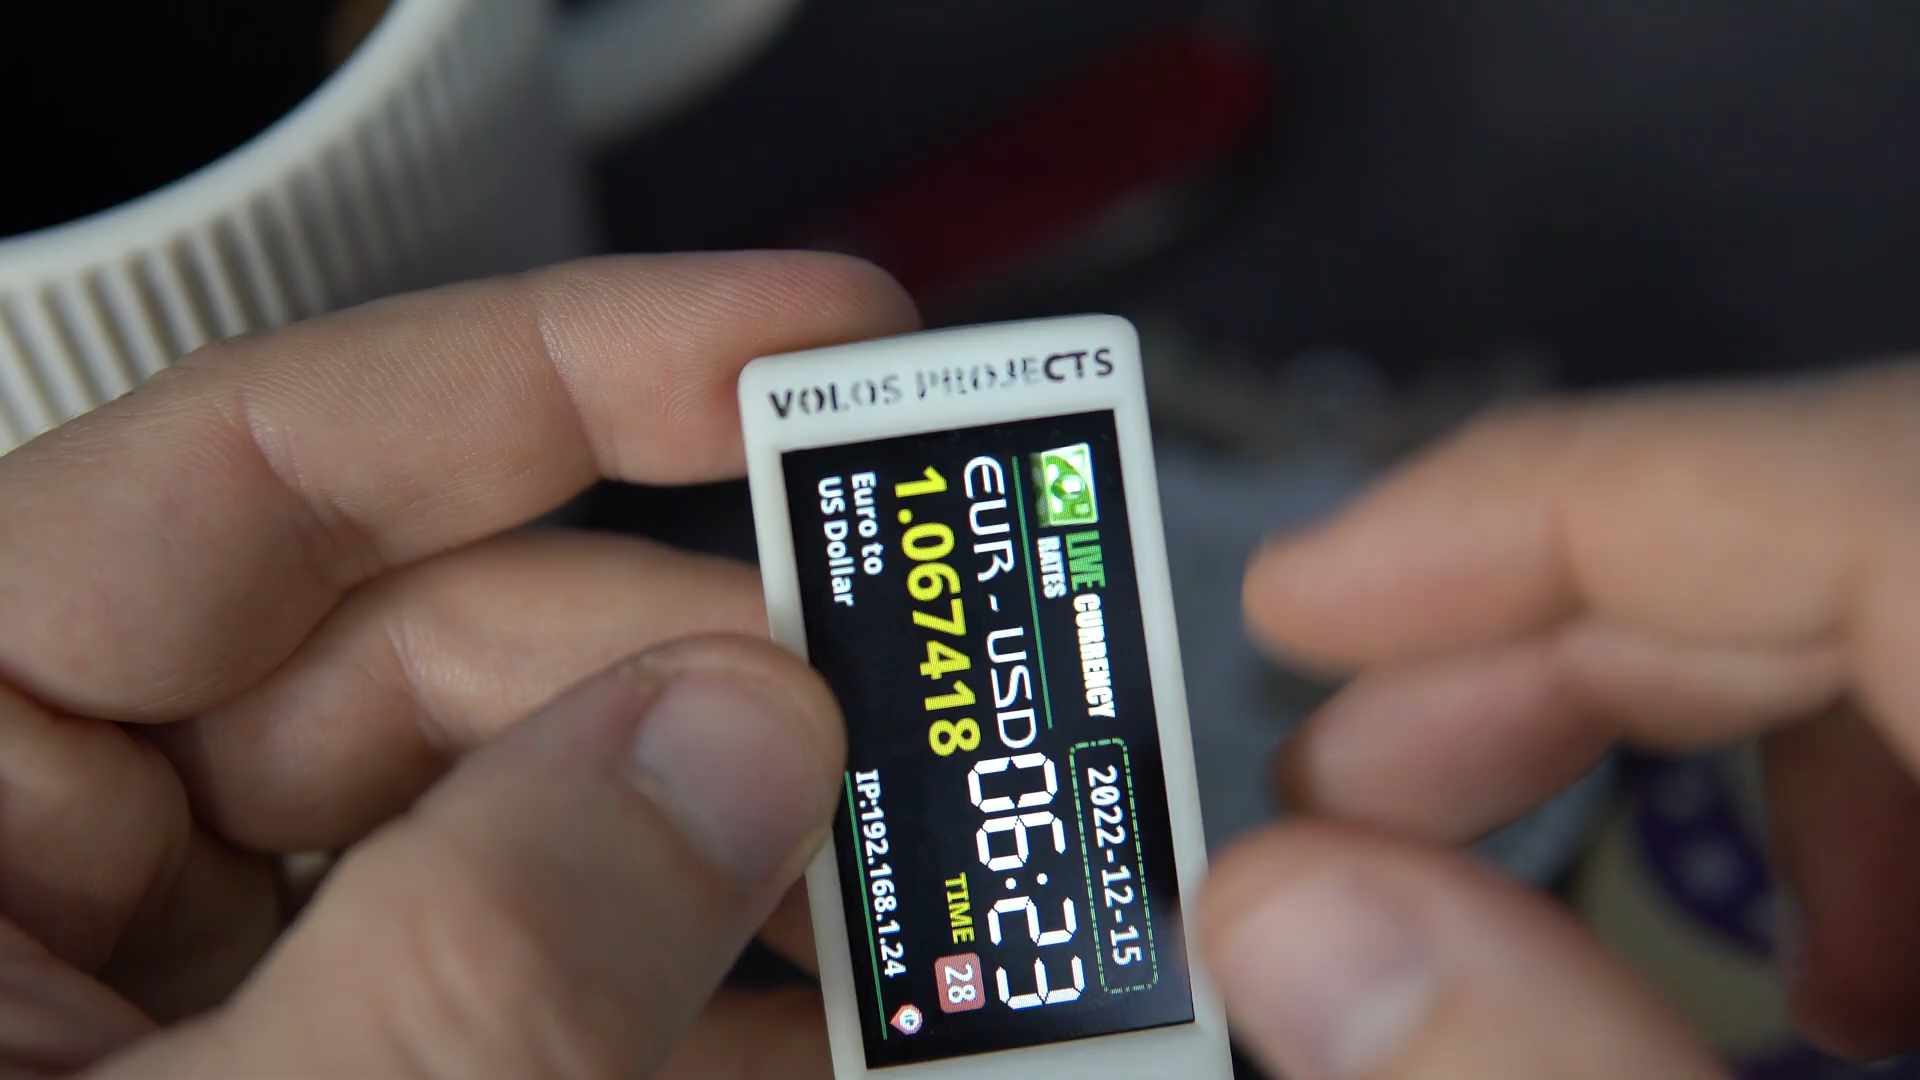 VOLOS PROJECTS
LIVE CURRENCY
RATES
2022-12-15
EUR - USD
06:23
1.067418
TIME 28
Euro to
US Dollar
IP:192.168.1.24